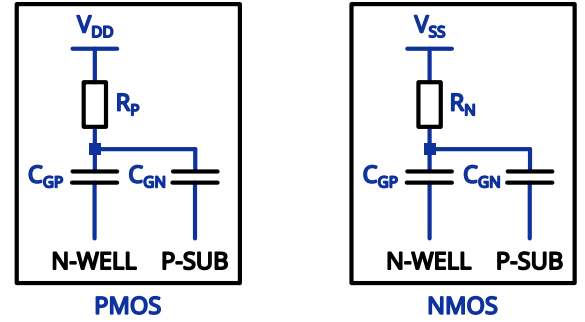 VDD
RP
CGP CGN
N-WELL P-SUB
PMOS
VSS
RN
CGP CGN
N-WELL P-SUB
NMOS